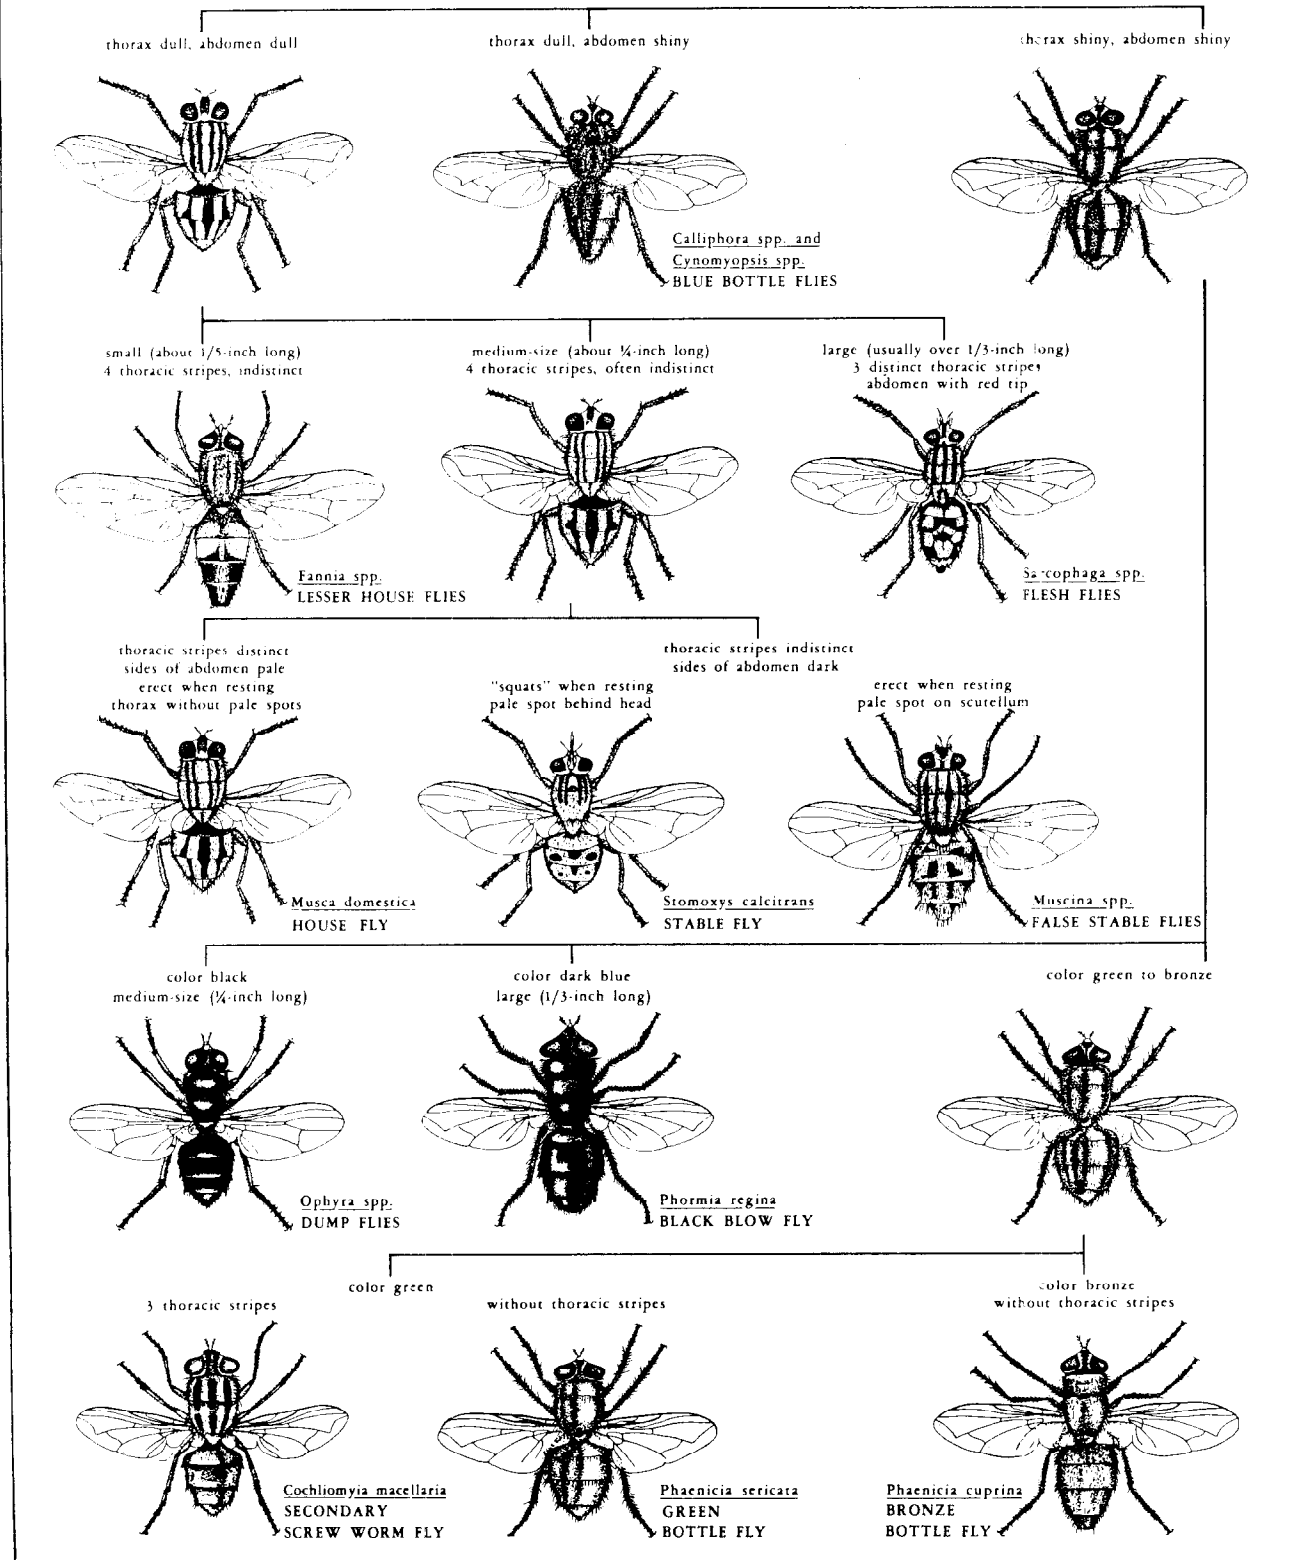 thorax dull, abdomen dull
thorax dull, abdomen shiny
thorax shiny, abdomen shiny
Calliphora spp. and
Cynomyopsis spp.
BLUE BOTTLE FLIES
small (about 1/5-inch long)
4 thoracic stripes, indistinct
medium-size (about ¼-inch long)
4 thoracic stripes, often indistinct
large (usually over 1/3-inch long)
3 distinct thoracic stripes
abdomen with red tip
Fannia spp.
LESSER HOUSE FLIES
Sarcophaga spp.
FLESH FLIES
thoracic stripes distinct
sides of abdomen pale
erect when resting
thorax without pale spots
thoracic stripes indistinct
sides of abdomen dark
"squats" when resting
pale spot behind head
erect when resting
pale spot on scutellum
Musca domestica
HOUSE FLY
Stomoxys calcitrans
STABLE FLY
Muscina spp.
FALSE STABLE FLIES
color black
medium-size (¼-inch long)
color dark blue
large (1/3-inch long)
color green to bronze
Ophyra spp.
DUMP FLIES
Phormia regina
BLACK BLOW FLY
color green
3 thoracic stripes
without thoracic stripes
color bronze
without thoracic stripes
Cochliomyia macellaria
SECONDARY
SCREW WORM FLY
Phaenicia sericata
GREEN
BOTTLE FLY
Phaenicia cuprina
BRONZE
BOTTLE FLY